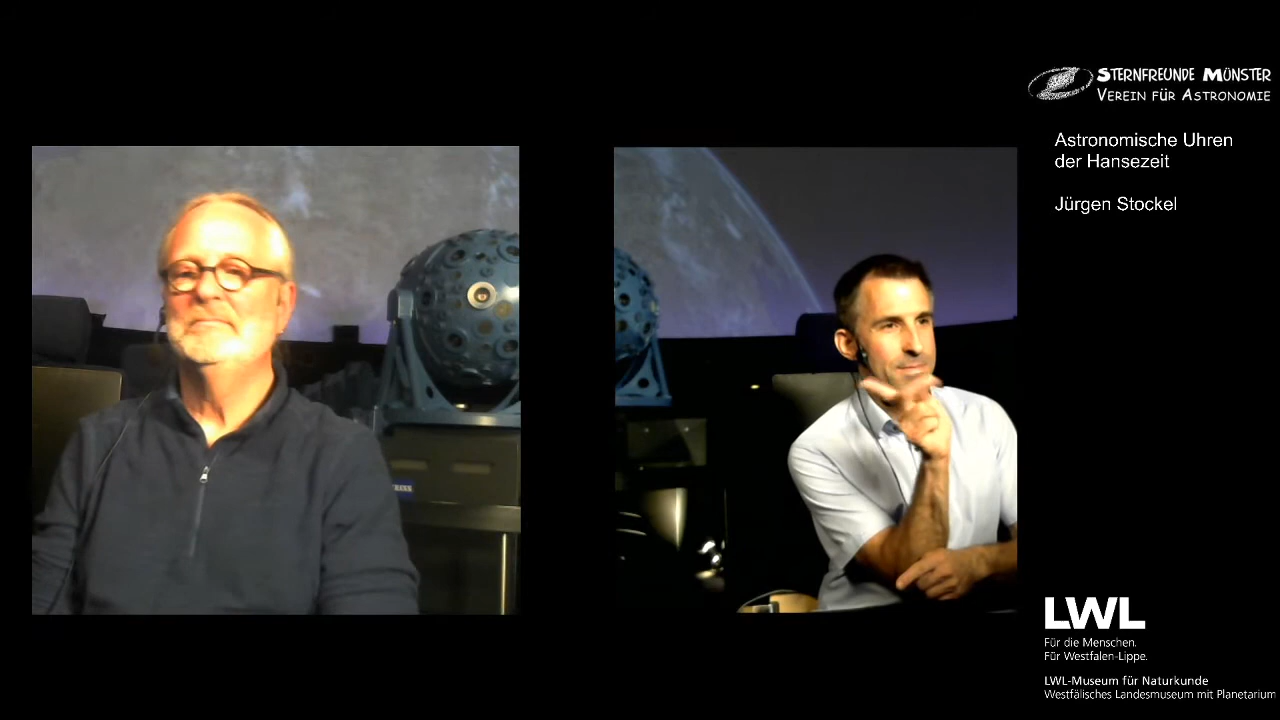 STERNFREUNDE MÜNSTER
VEREIN FÜR ASTRONOMIE
Astronomische Uhren
der Hansezeit
Jürgen Stockel
LWL
Für die Menschen.
Für Westfalen-Lippe.
LWL-Museum für Naturkunde
Westfälisches Landesmuseum mit Planetarium